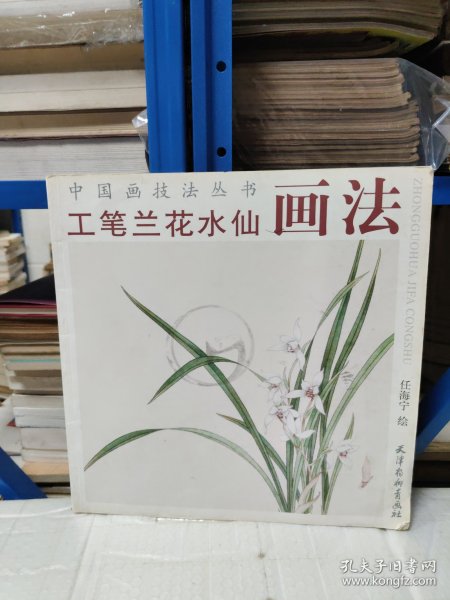 中国画技法丛书
工笔兰花水仙画法
ZHONGGUOHUA JIFA CONGSHU
任海宁 绘
天津杨柳青画社
孔夫子旧书网
www.kongfz.com